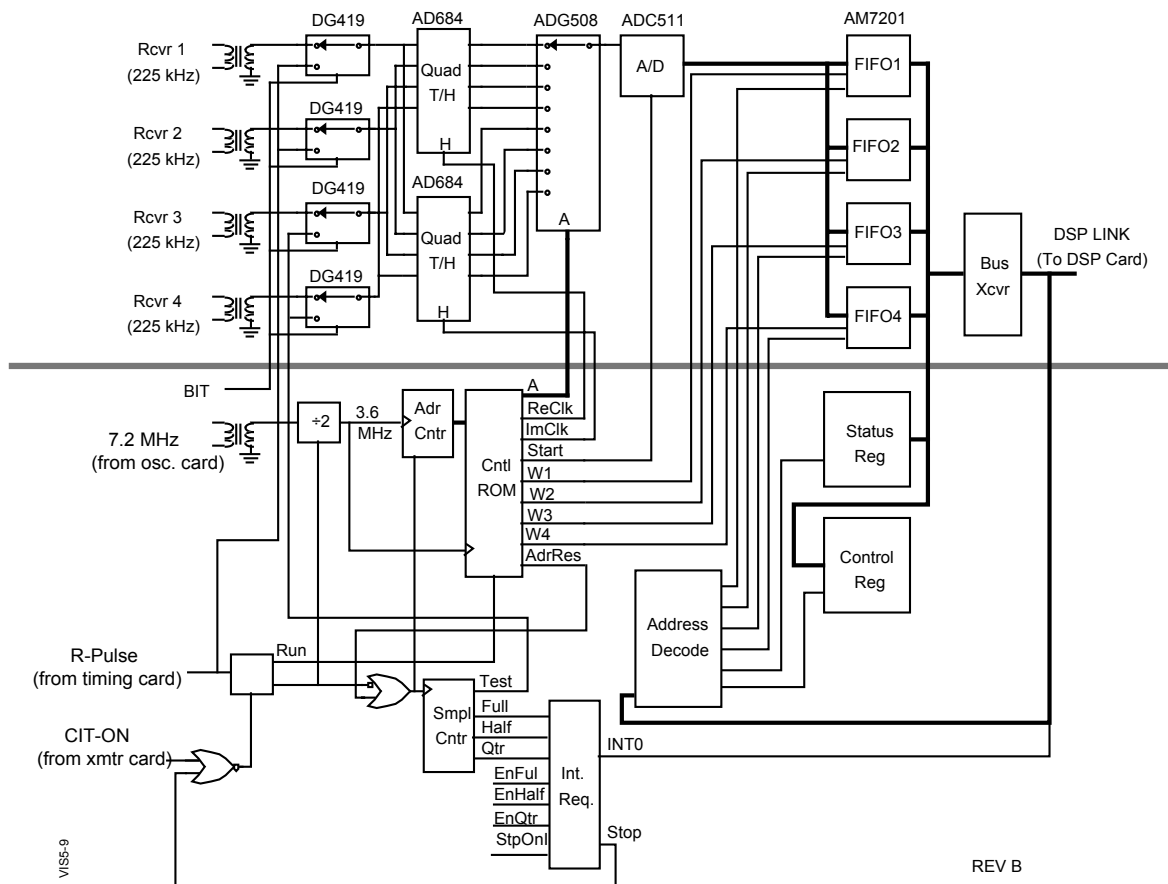 DG419 AD684 ADG508 ADC511 AM7201
Rcvr 1
(225 kHz)
Quad
T/H
A/D
FIFO1
DG419
Rcvr 2
(225 kHz)
H
FIFO2
DG419
AD684
Rcvr 3
(225 kHz)
Quad
T/H
A
FIFO3
Bus
Xcvr
DSP LINK
(To DSP Card)
DG419
Rcvr 4
(225 kHz)
H
FIFO4
BIT
7.2 MHz
(from osc. card)
÷2
3.6
MHz
Adr
Cntr
Cntl
ROM
A
ReClk
ImClk
Start
W1
W2
W3
W4
AdrRes
Status
Reg
Control
Reg
Address
Decode
R-Pulse
(from timing card)
Run
Smpl
Cntr
Test
Full
Half
Qtr
CIT-ON
(from xmtr card)
EnFul
EnHalf
EnQtr
StpOnI
Int.
Req.
INT0
Stop
VIS5-9
REV B